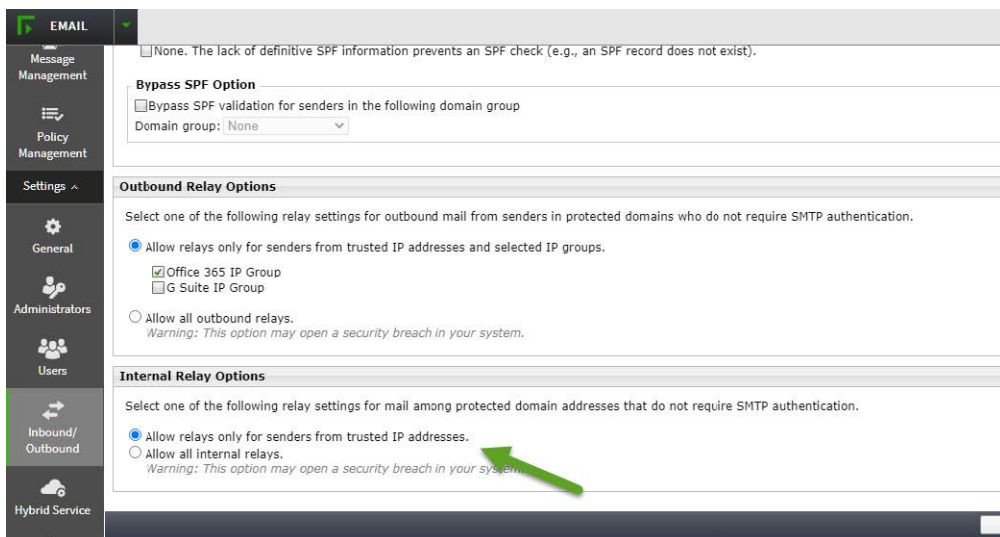 EMAIL
Message
Management
Policy
Management
Settings
General
Administrators
Users
Inbound/
Outbound
Hybrid Service
None. The lack of definitive SPF information prevents an SPF check (e.g., an SPF record does not exist).
Bypass SPF Option
Bypass SPF validation for senders in the following domain group
Domain group: None
Outbound Relay Options
Select one of the following relay settings for outbound mail from senders in protected domains who do not require SMTP authentication.
Allow relays only for senders from trusted IP addresses and selected IP groups.
Office 365 IP Group
G Suite IP Group
Allow all outbound relays.
Warning: This option may open a security breach in your system.
Internal Relay Options
Select one of the following relay settings for mail among protected domain addresses that do not require SMTP authentication.
Allow relays only for senders from trusted IP addresses.
Allow all internal relays.
Warning: This option may open a security breach in your system.